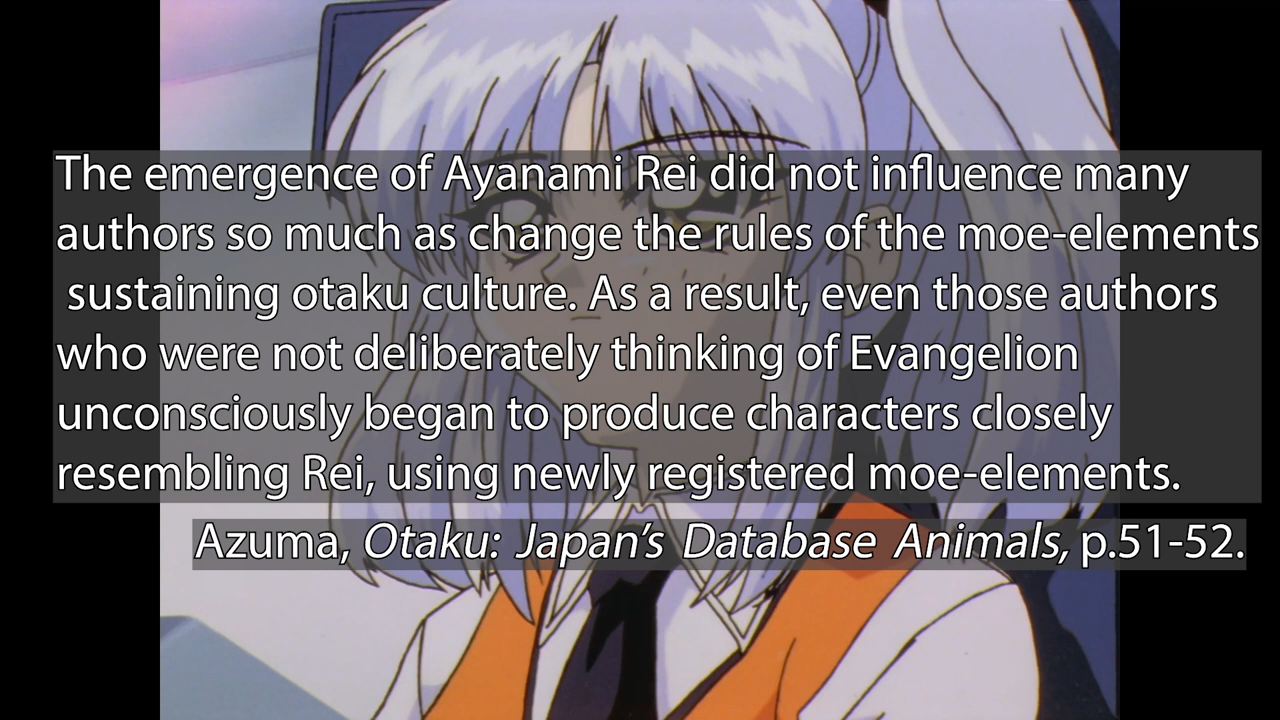 The emergence of Ayanami Rei did not influence many
authors so much as change the rules of the moe-elements
sustaining otaku culture. As a result, even those authors
who were not deliberately thinking of Evangelion
unconsciously began to produce characters closely
resembling Rei, using newly registered moe-elements.
Azuma, Otaku: Japan’s Database Animals, p.51-52.